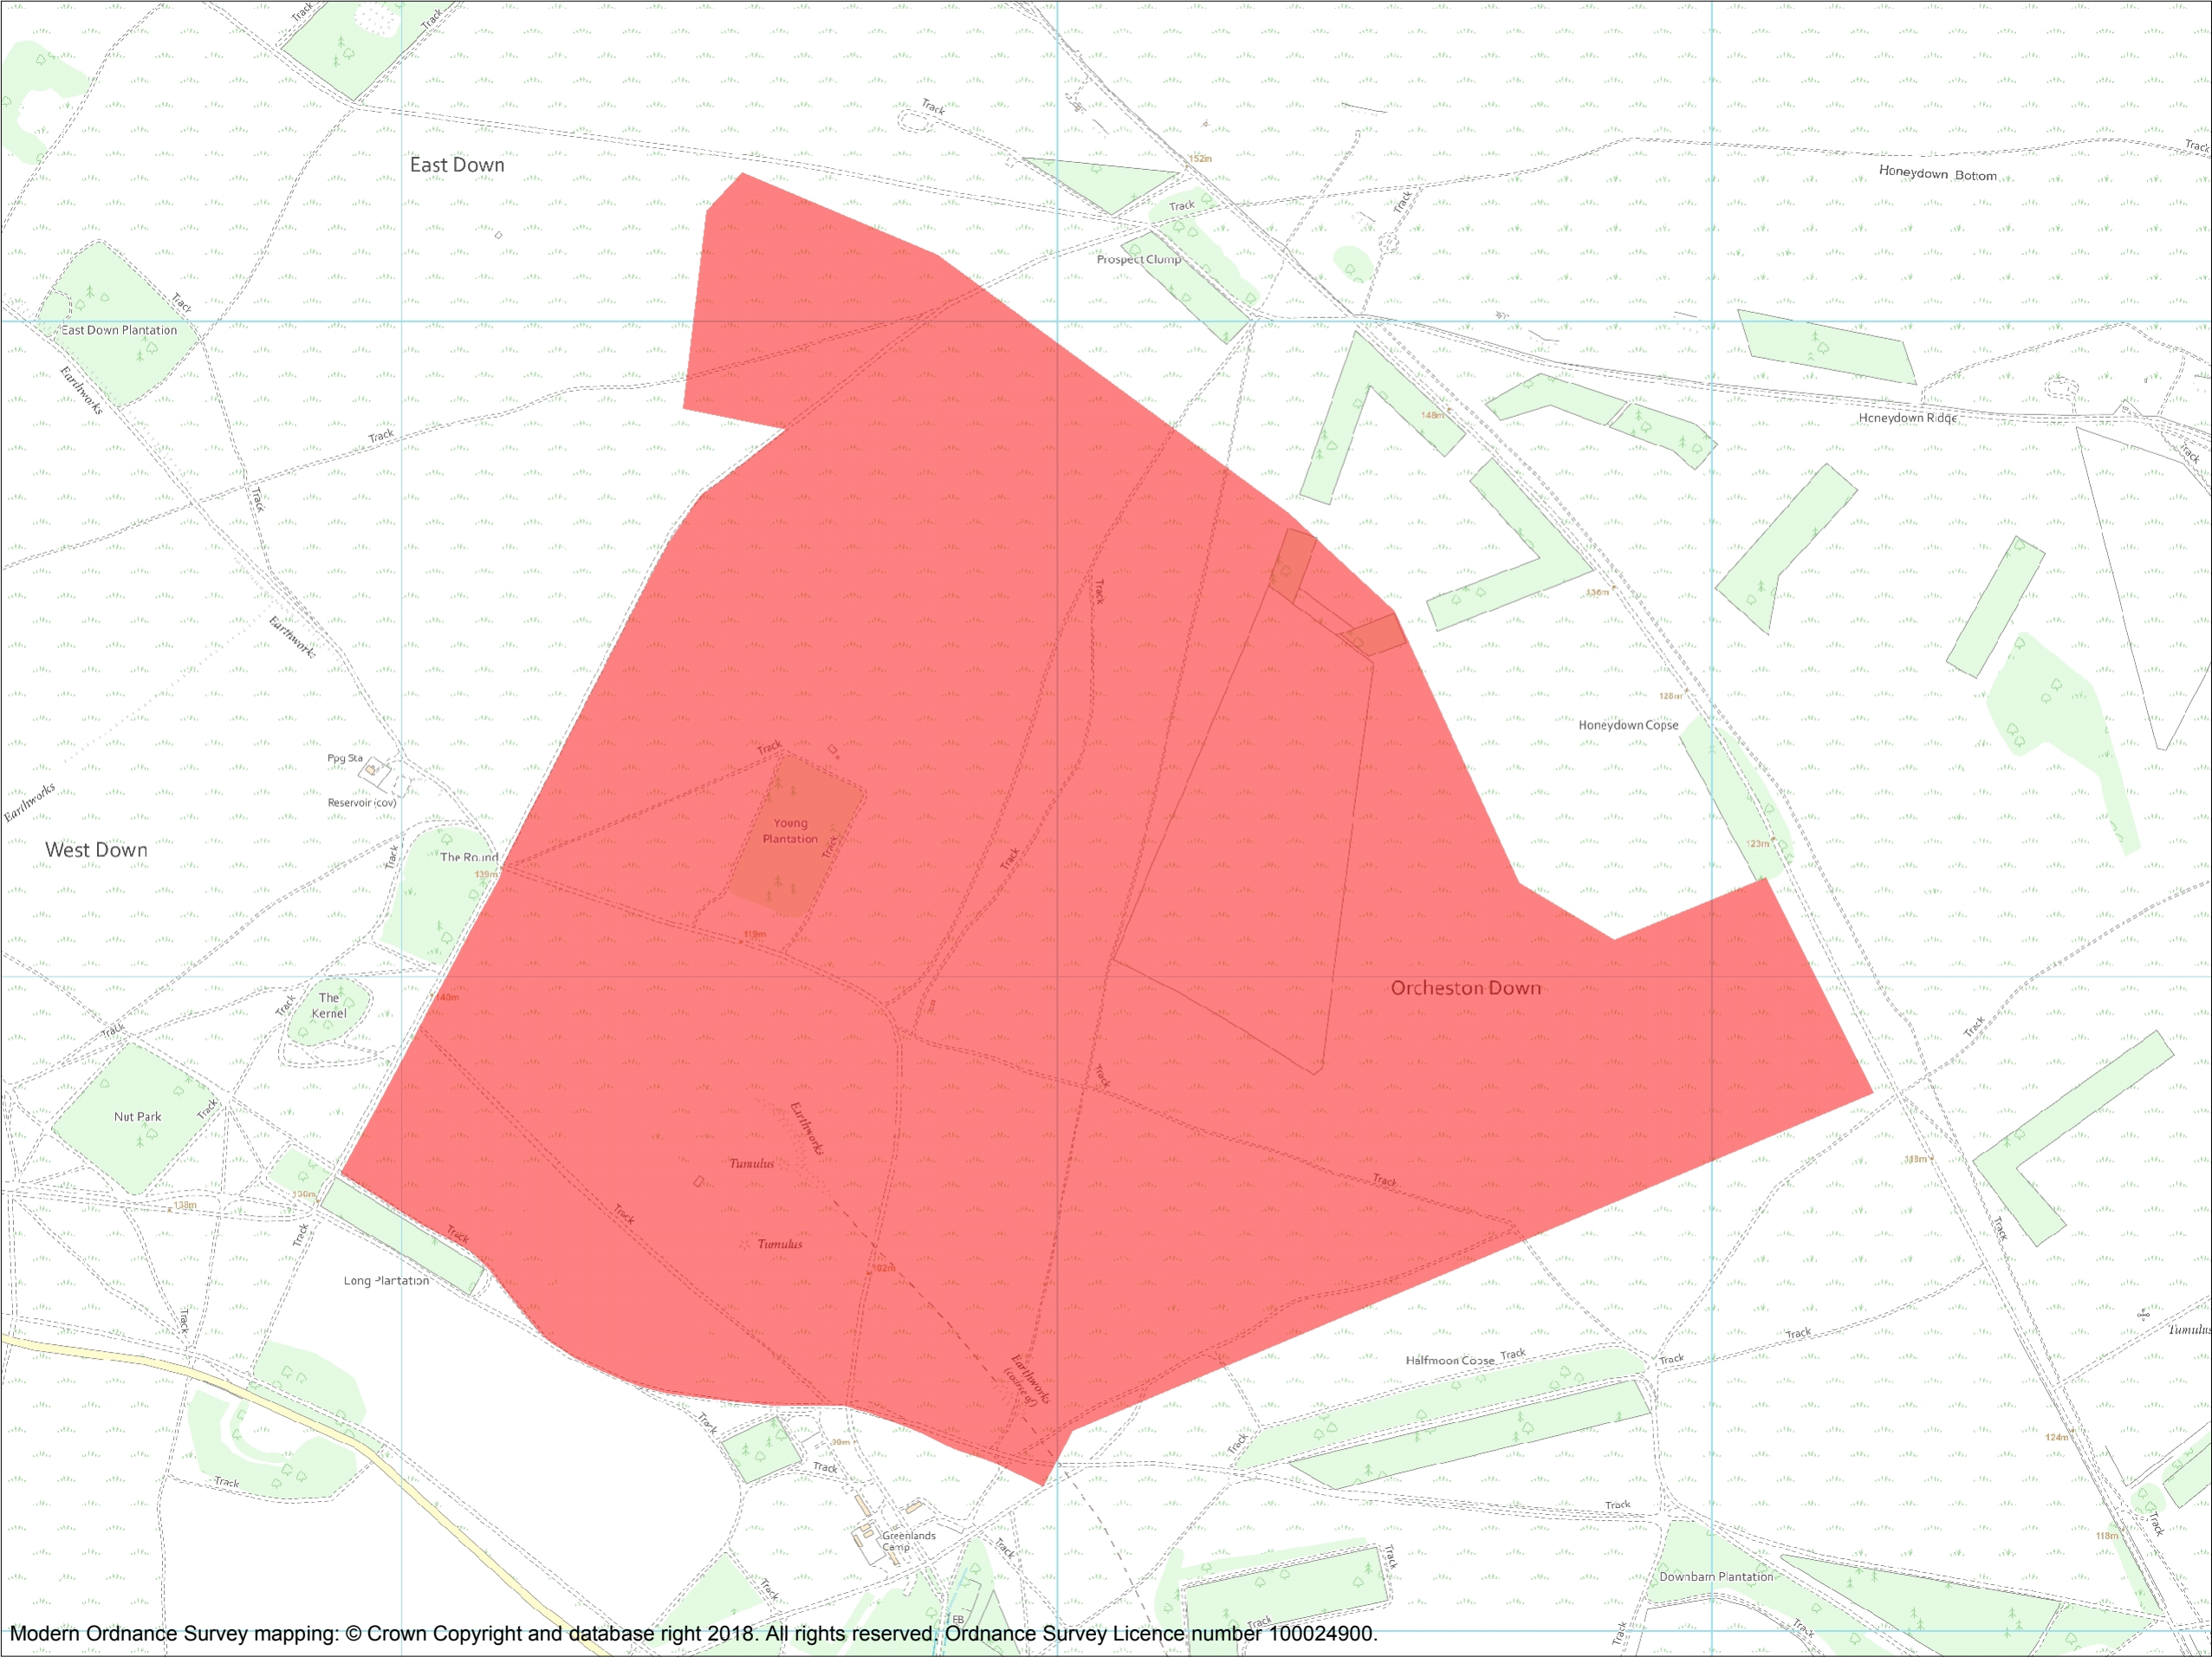 Track
Track
Track
152m
East Down
Honeydown Bottom
Track
Track
Track
Prospect Clump
Track
East Down Plantation
Earthworks
148m
Honeydown Ridge
Track
Track
Track
Track
136m
Earthworks
128m
Honeydown Copse
Track
Ppg Sta
Reservoir (cov)
Earthworks
Young
Plantation
Track
123m
West Down
Track
The Round
139m
Track
119m
Orcheston Down
140m
The
Kernel
Track
Track
Track
Track
Nut Park
Track
Earthworks
Tumulus
118m
Track
138m
Track
Track
Track
Track
Tumulus
Long Plantation
102m
Track
Tumulus
Track
Halfmoon Copse
Track
Track
Earthworks
(course of)
Track
Track
124m
Track
Track
Track
Track
118m
Greenlands
Camp
Track
Track
Track
Downbarn Plantation
FB
Track
Track
Track
Modern Ordnance Survey mapping: © Crown Copyright and database right 2018. All rights reserved. Ordnance Survey Licence number 100024900.